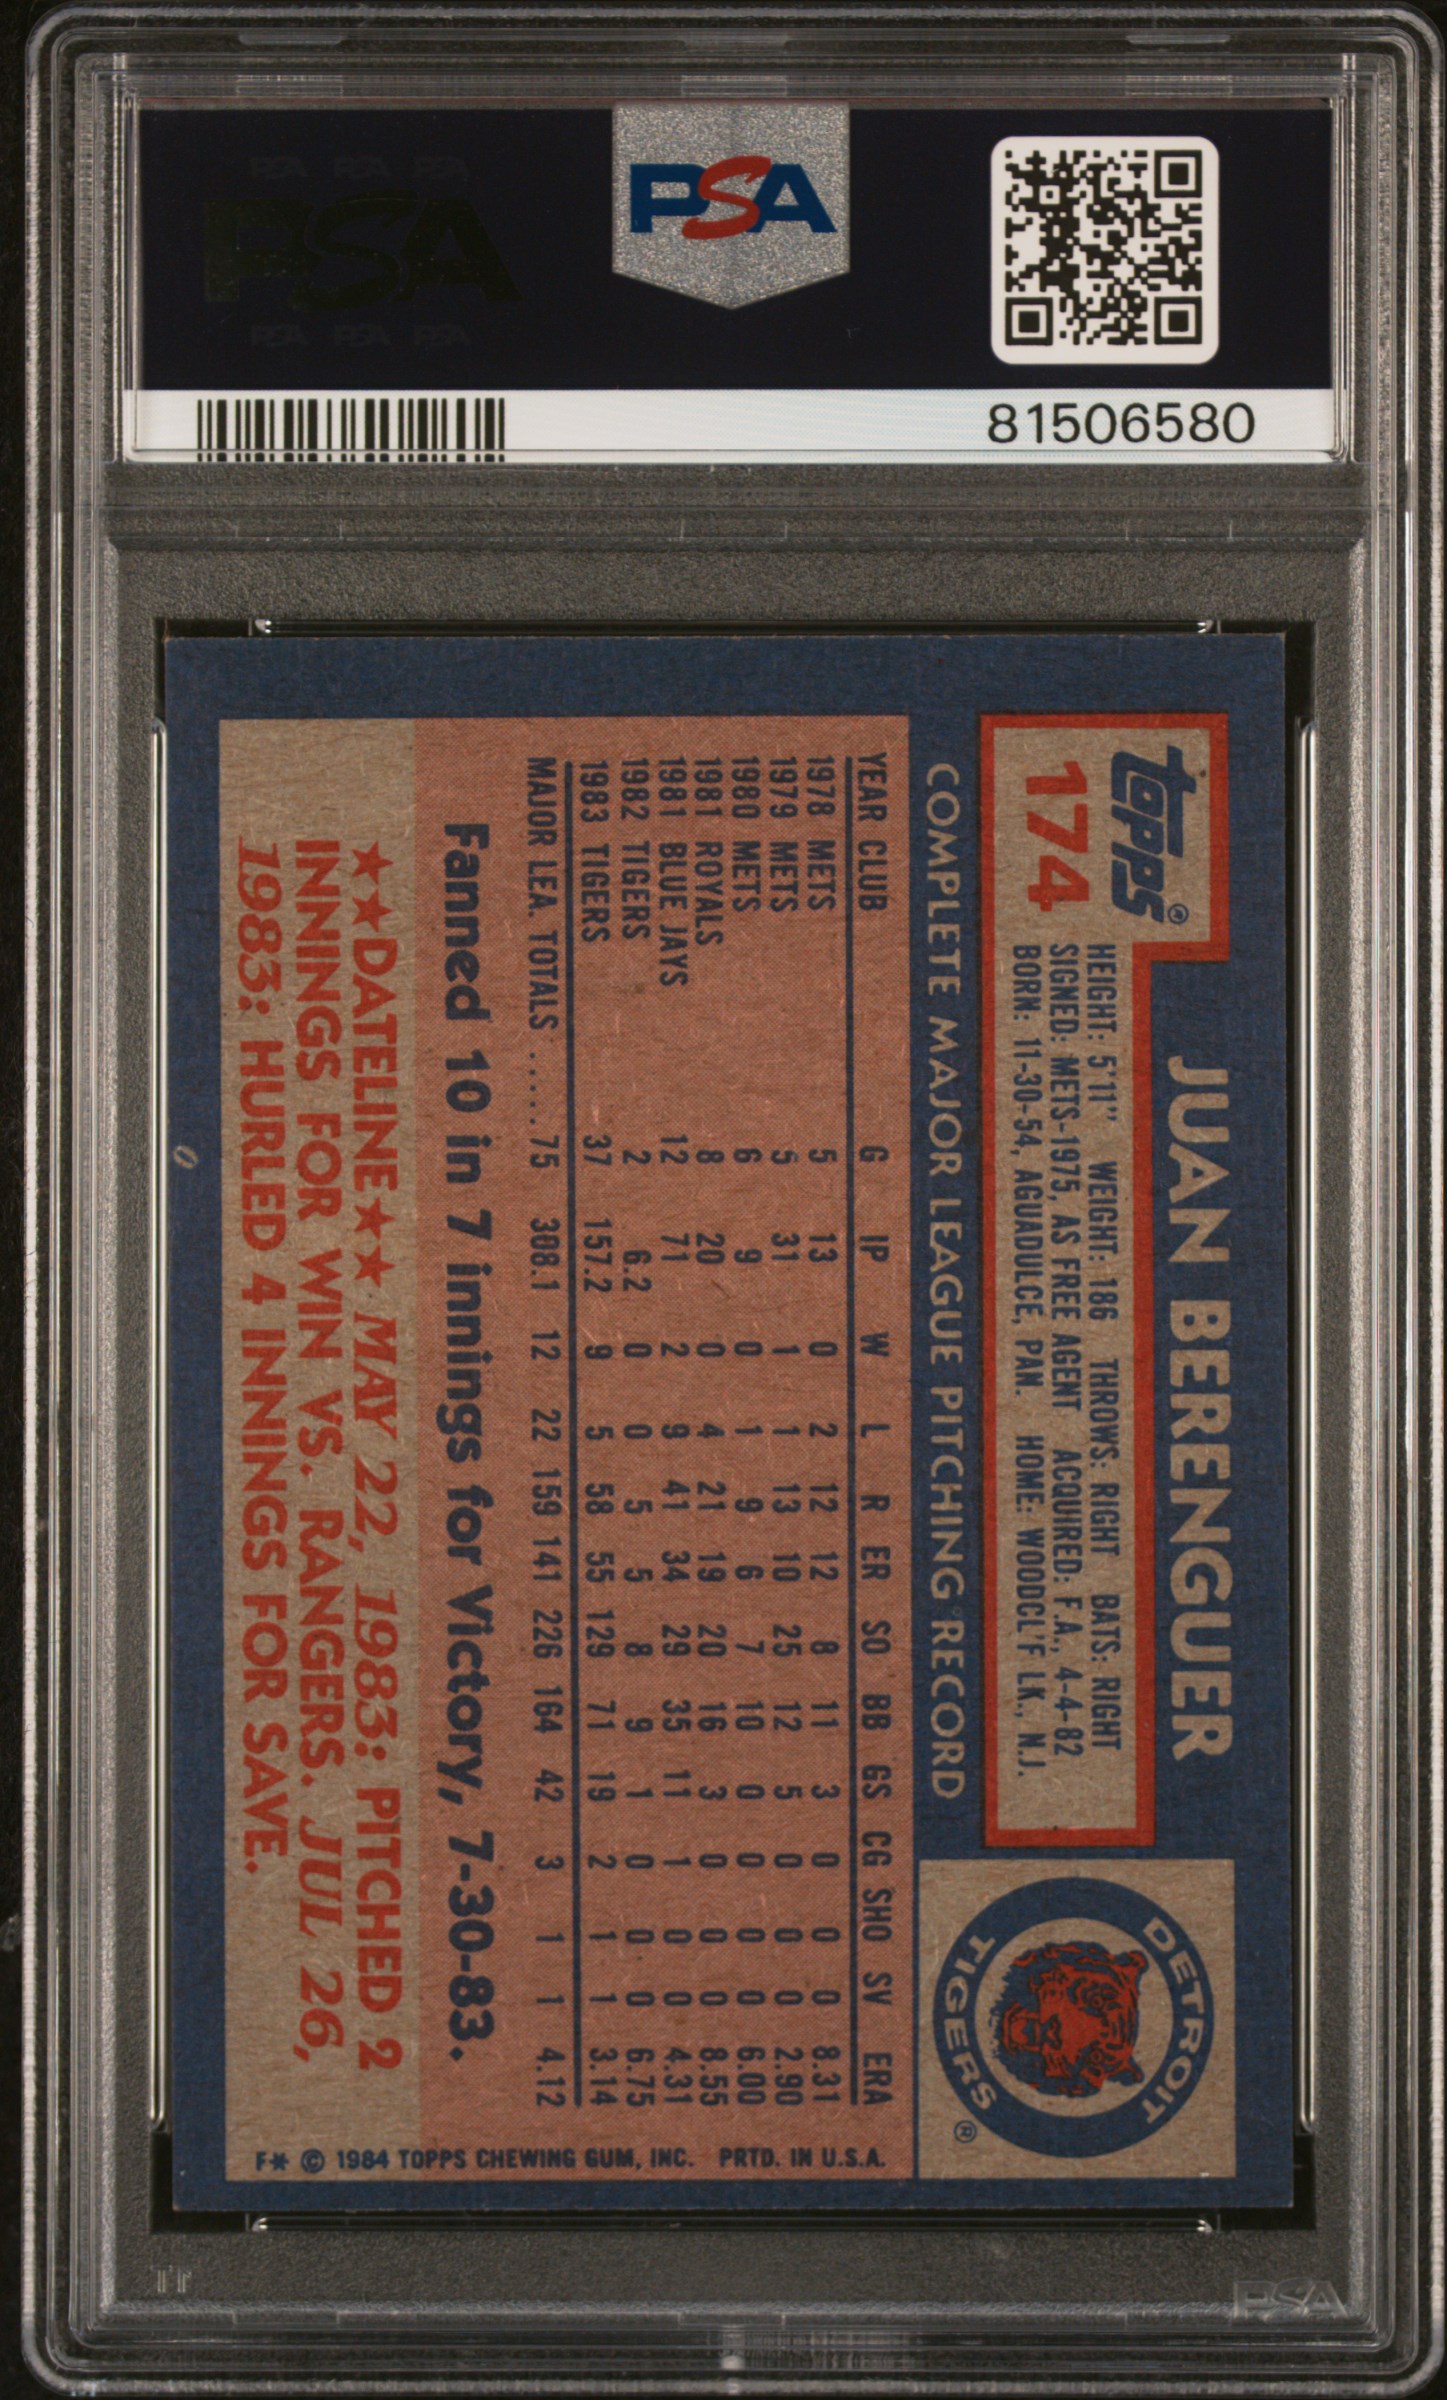 PSA PSA PSA
PSA
PSA PSA PSA
PSA
81506580
topps®
174
JUAN BERENGUER
HEIGHT: 5'11" WEIGHT: 186 THROWS: RIGHT BATS: RIGHT
SIGNED: METS-1975, AS FREE AGENT ACQUIRED: F.A., 4-4-82
BORN: 11-30-54, AGUADULCE, PAN. HOME: WOODCL'F LK., N.J.
DETROIT TIGERS ®
COMPLETE MAJOR LEAGUE PITCHING RECORD
YEAR CLUB G IP W L R ER SO BB GS CG SHO SV ERA
1978 METS 5 13 0 2 12 12 8 11 3 0 0 0 8.31
1979 METS 5 31 1 1 13 10 25 12 5 0 0 0 2.90
1980 METS 6 9 0 1 9 6 7 10 0 0 0 0 6.00
1981 ROYALS 8 20 0 4 21 19 20 16 3 0 0 0 8.55
1981 BLUE JAYS 12 71 2 9 41 34 29 35 11 1 0 0 4.31
1982 TIGERS 2 6.2 0 0 5 5 8 9 1 0 0 0 6.75
1983 TIGERS 37 157.2 9 5 58 55 129 71 19 2 1 1 3.14
MAJOR LEA. TOTALS ..... 75 308.1 12 22 159 141 226 164 42 3 1 1 4.12
Fanned 10 in 7 innings for Victory, 7-30-83.
★★DATELINE★★ MAY 22, 1983: PITCHED 2
INNINGS FOR WIN VS. RANGERS. JUL 26,
1983: HURLED 4 INNINGS FOR SAVE.
F* © 1984 TOPPS CHEWING GUM, INC. PRTD. IN U.S.A.
TT
PSA